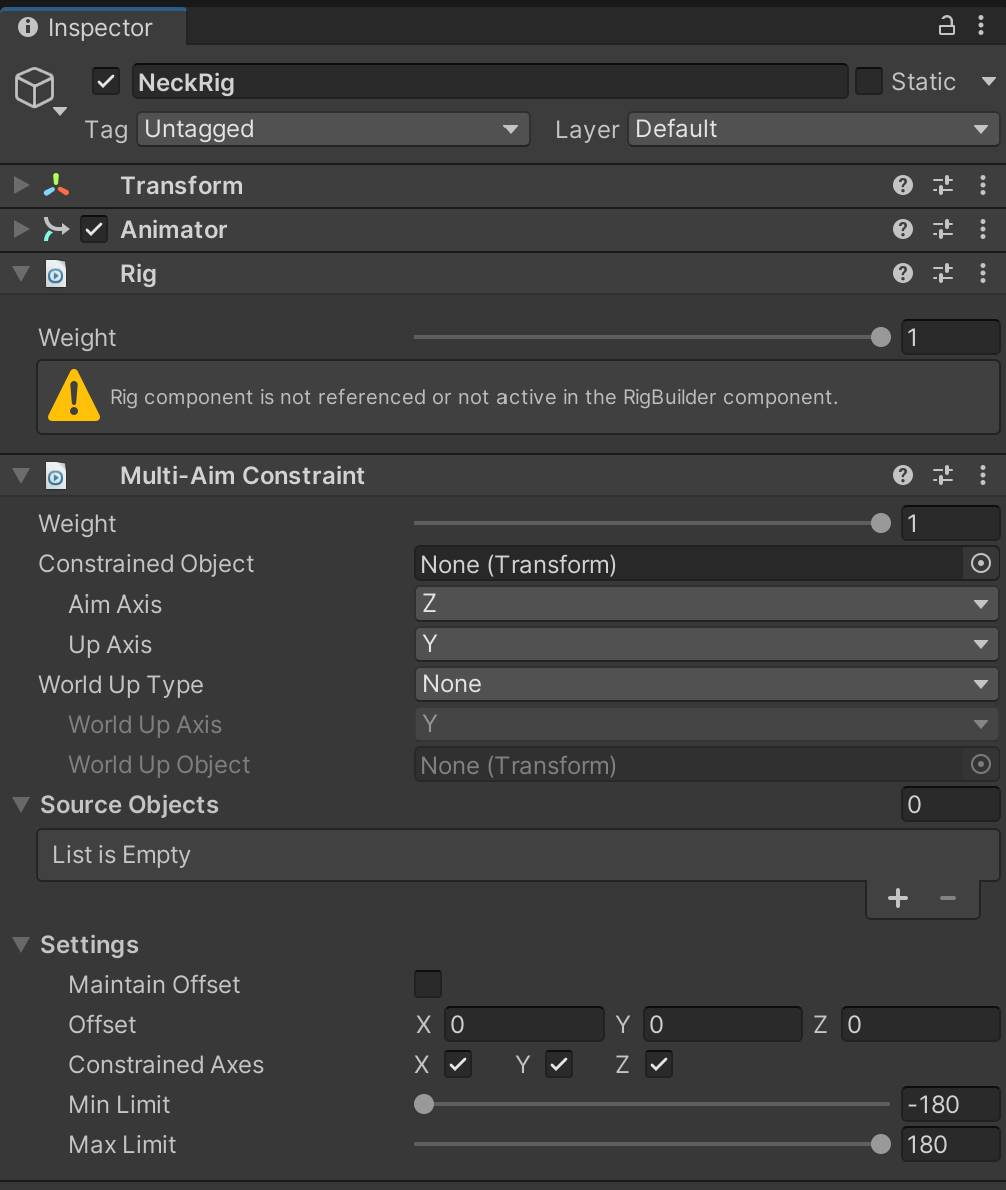 Inspector
NeckRig
Static
Tag Untagged Layer Default
Transform
Animator
Rig
Weight 1
Rig component is not referenced or not active in the RigBuilder component.
Multi-Aim Constraint
Weight 1
Constrained Object None (Transform)
Aim Axis Z
Up Axis Y
World Up Type None
World Up Axis Y
World Up Object None (Transform)
Source Objects 0
List is Empty
Settings
Maintain Offset
Offset X 0 Y 0 Z 0
Constrained Axes X Y Z
Min Limit -180
Max Limit 180